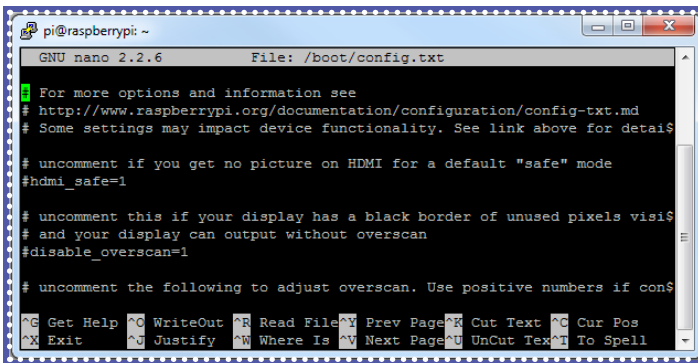 pi@raspberrypi: ~
GNU nano 2.2.6 File: /boot/config.txt
# For more options and information see
# http://www.raspberrypi.org/documentation/configuration/config-txt.md
# Some settings may impact device functionality. See link above for detai$
# uncomment if you get no picture on HDMI for a default "safe" mode
#hdmi_safe=1
# uncomment this if your display has a black border of unused pixels visi$
# and your display can output without overscan
#disable_overscan=1
# uncomment the following to adjust overscan. Use positive numbers if con$
^G Get Help ^O WriteOut ^R Read File^Y Prev Page^K Cut Text ^C Cur Pos
^X Exit ^J Justify ^W Where Is ^V Next Page^U UnCut Tex^T To Spell